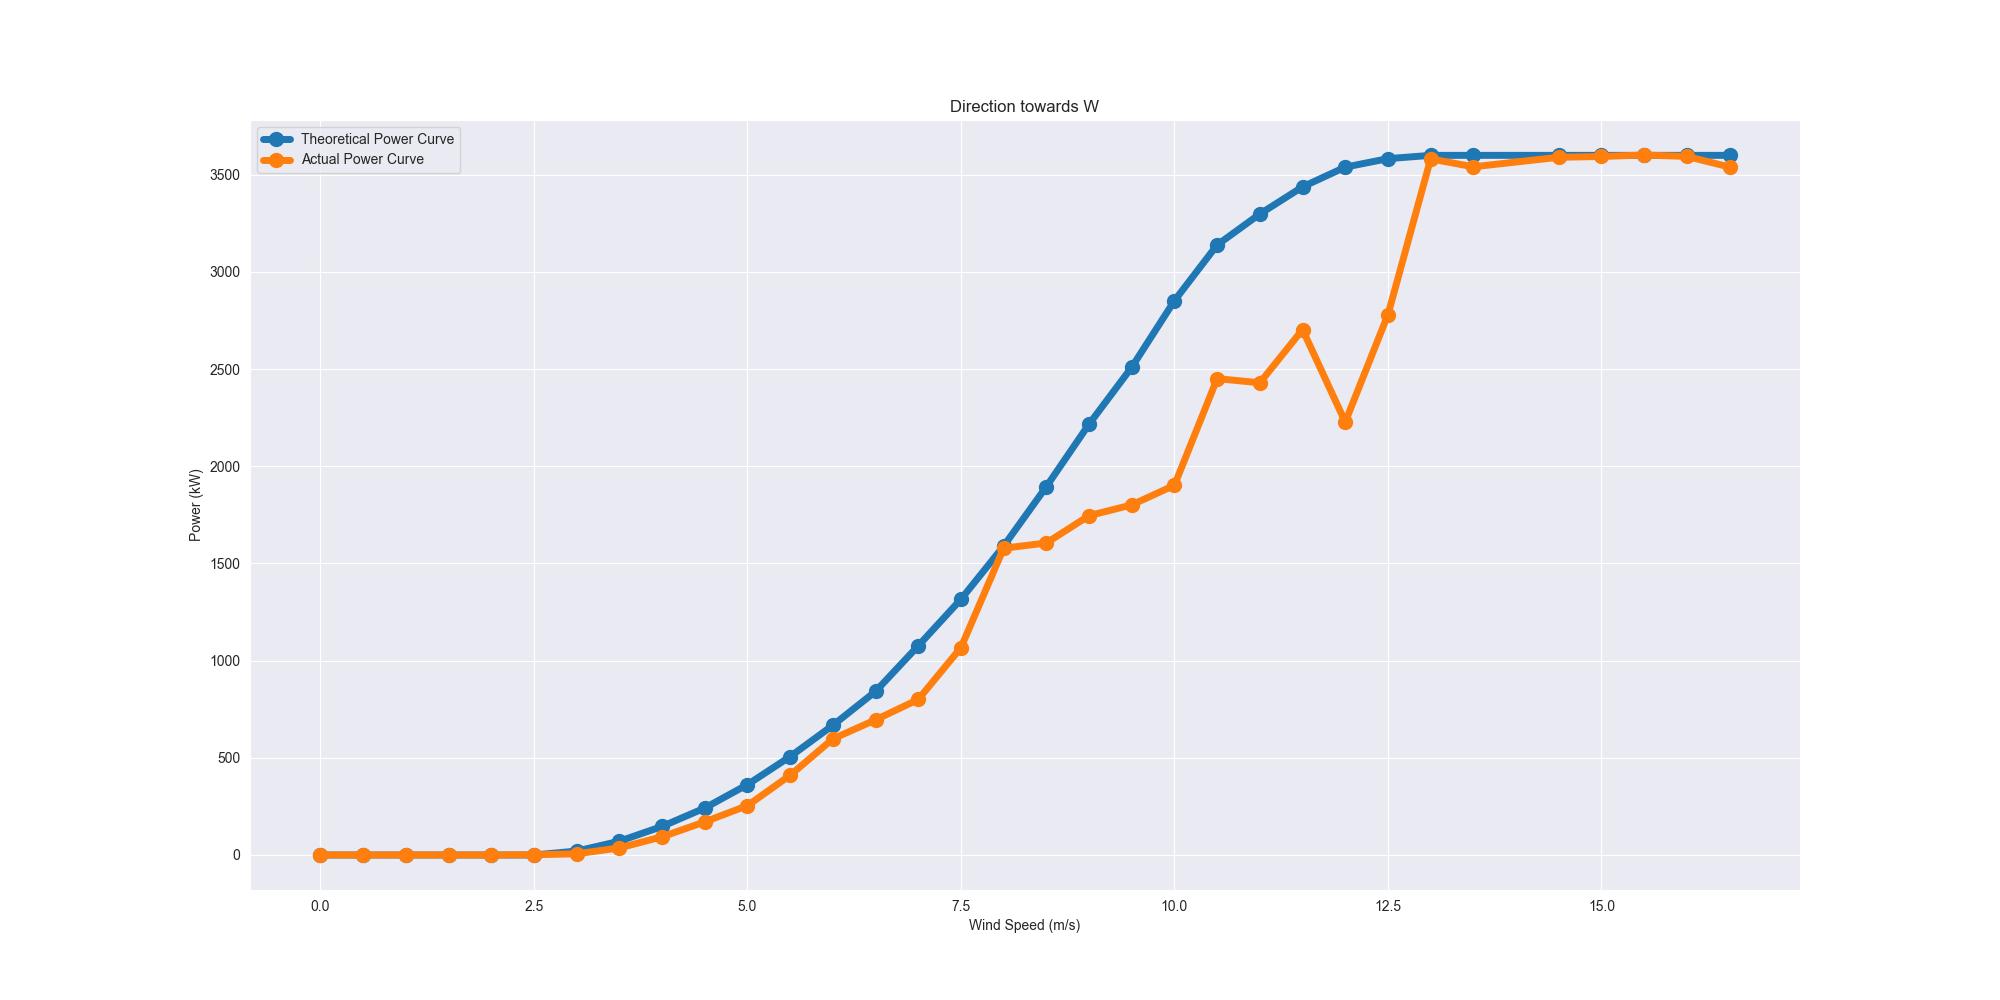 Direction towards W
Theoretical Power Curve
Actual Power Curve
Power (kW)
3500
3000
2500
2000
1500
1000
500
0
0.0 2.5 5.0 7.5 10.0 12.5 15.0
Wind Speed (m/s)